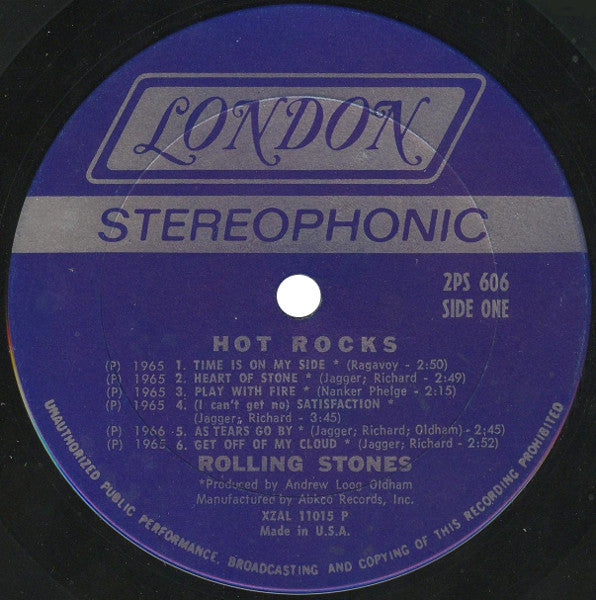 LONDON
STEREOPHONIC
2PS 606
SIDE ONE
HOT ROCKS
(P) 1965 1. TIME IS ON MY SIDE * (Ragavoy - 2:50)
(P) 1965 2. HEART OF STONE * (Jagger; Richard - 2:49)
(P) 1965 3. PLAY WITH FIRE * (Nanker Phelge - 2:15)
(P) 1965 4. (I can't get no) SATISFACTION *
(Jagger; Richard - 3:45)
(P) 1966 5. AS TEARS GO BY * (Jagger; Richard; Oldham - 2:45)
(P) 1965 6. GET OFF OF MY CLOUD * (Jagger; Richard - 2:52)
ROLLING STONES
*Produced by Andrew Loog Oldham
Manufactured by Abkco Records, Inc.
XZAL 11015 P
Made in U.S.A.
UNAUTHORIZED PUBLIC PERFORMANCE, BROADCASTING AND COPYING OF THIS RECORDING PROHIBITED